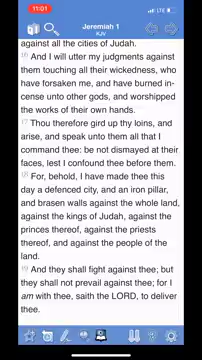 11:01
LTE
Jeremiah 1
KJV
against all the cities of Judah.
16 And I will utter my judgments against
them touching all their wickedness, who
have forsaken me, and have burned in-
cense unto other gods, and worshipped
the works of their own hands.
17 Thou therefore gird up thy loins, and
arise, and speak unto them all that I
command thee: be not dismayed at their
faces, lest I confound thee before them.
18 For, behold, I have made thee this
day a defenced city, and an iron pillar,
and brasen walls against the whole land,
against the kings of Judah, against the
princes thereof, against the priests
thereof, and against the people of the
land.
19 And they shall fight against thee; but
they shall not prevail against thee; for I
am with thee, saith the LORD, to deliver
thee.